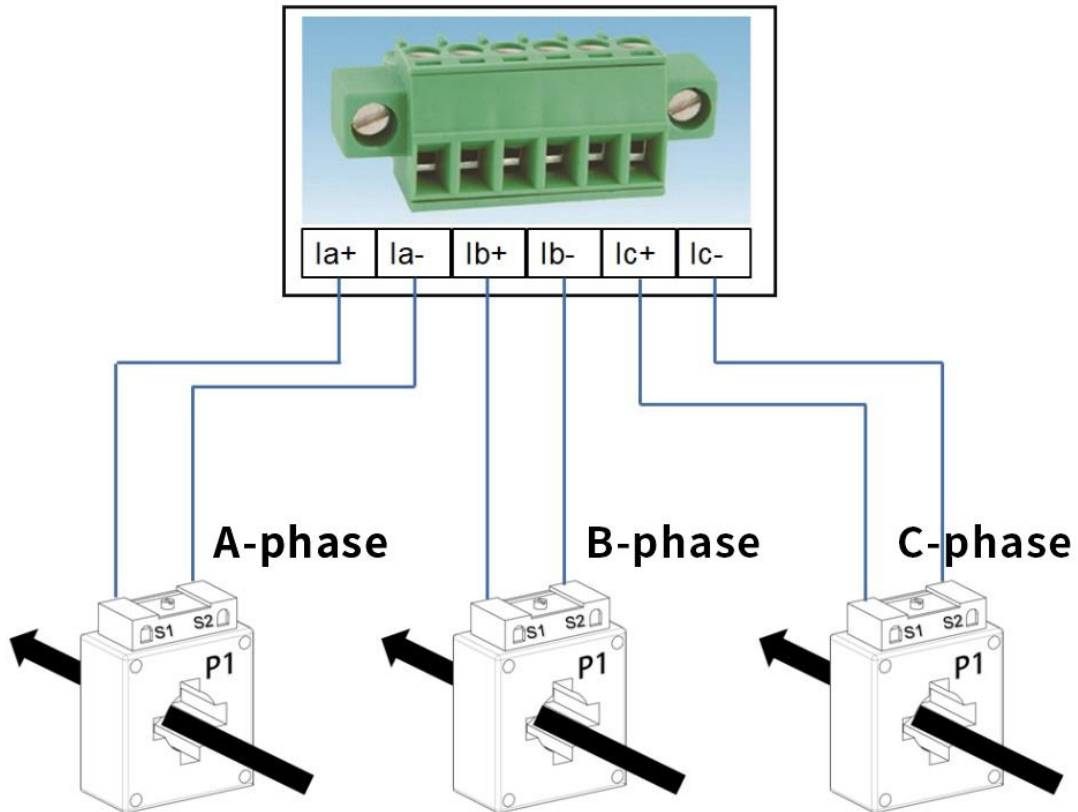 Ia+ Ia- Ib+ Ib- Ic+ Ic-
A-phase B-phase C-phase
S1 S2 S1 S2 S1 S2
P1 P1 P1